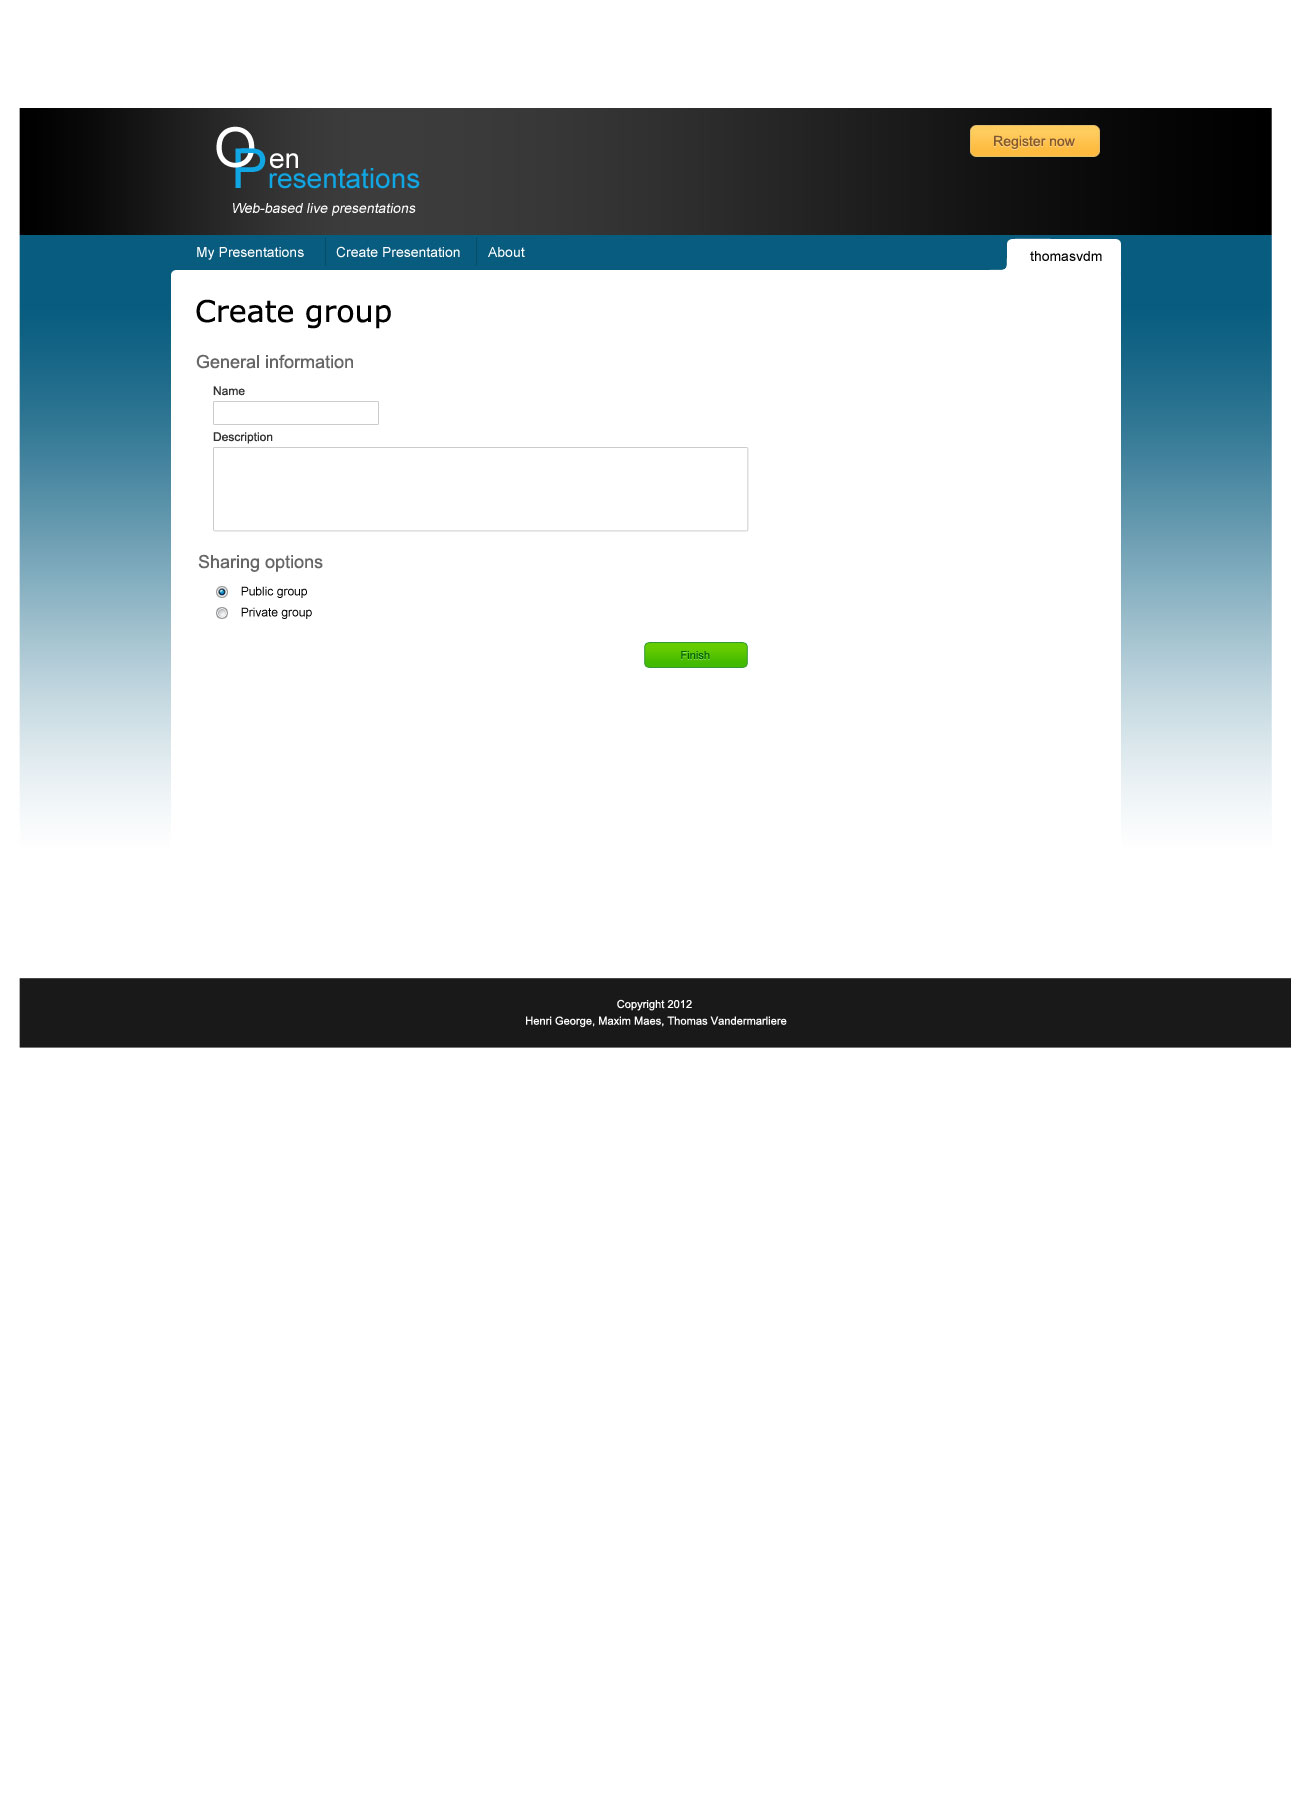 Open
Presentations
Web-based live presentations
Register now
My Presentations
Create Presentation
About
thomasvdm
Create group
General information
Name
Description
Sharing options
Public group
Private group
Finish
Copyright 2012
Henri George, Maxim Maes, Thomas Vandermarliere